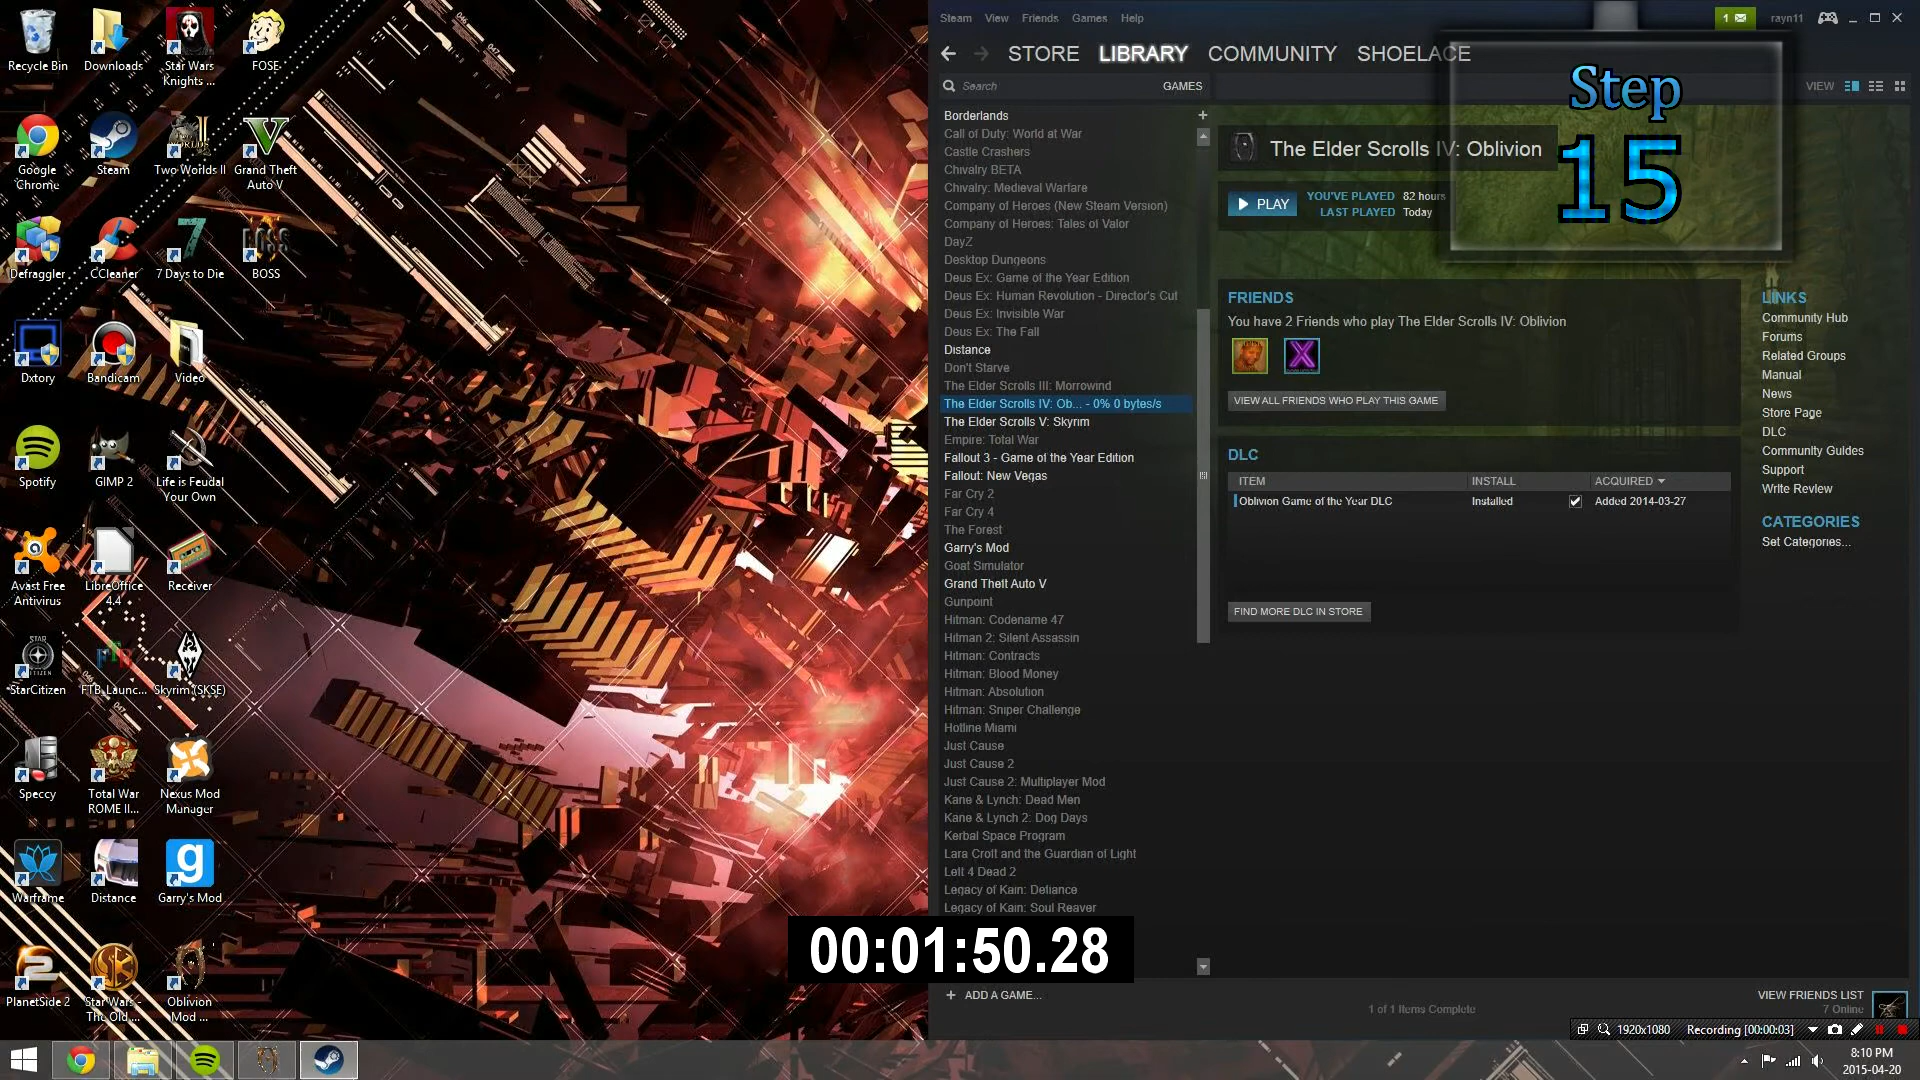 Recycle Bin
Downloads
Star Wars
Knights ...
FOSE
Google
Chrome
Steam
Two Worlds II
Grand Theft
Auto V
Defraggler
CCleaner
7 Days to Die
BOSS
Dxtory
Bandicam
Video
Spotify
GIMP 2
Life is Feudal
Your Own
Avast Free
Antivirus
LibreOffice
4.4
Receiver
StarCitizen
FTB_Launc...
Skyrim (SKSE)
Speccy
Total War
ROME II...
Nexus Mod
Manager
Warframe
Distance
Garry's Mod
PlanetSide 2
Star Wars -
The Old ...
Oblivion
Mod ...
Steam View Friends Games Help
1
rayn11
STORE LIBRARY COMMUNITY SHOELACE
Search
GAMES
VIEW
Borderlands
Call of Duty: World at War
Castle Crashers
Chivalry BETA
Chivalry: Medieval Warfare
Company of Heroes (New Steam Version)
Company of Heroes: Tales of Valor
DayZ
Desktop Dungeons
Deus Ex: Game of the Year Edition
Deus Ex: Human Revolution - Director's Cut
Deus Ex: Invisible War
Deus Ex: The Fall
Distance
Don't Starve
The Elder Scrolls III: Morrowind
The Elder Scrolls IV: Ob... - 0% 0 bytes/s
The Elder Scrolls V: Skyrim
Empire: Total War
Fallout 3 - Game of the Year Edition
Fallout: New Vegas
Far Cry 2
Far Cry 4
The Forest
Garry's Mod
Goat Simulator
Grand Theft Auto V
Gunpoint
Hitman: Codename 47
Hitman 2: Silent Assassin
Hitman: Contracts
Hitman: Blood Money
Hitman: Absolution
Hitman: Sniper Challenge
Hotline Miami
Just Cause
Just Cause 2
Just Cause 2: Multiplayer Mod
Kane & Lynch: Dead Men
Kane & Lynch 2: Dog Days
Kerbal Space Program
Lara Croft and the Guardian of Light
Left 4 Dead 2
Legacy of Kain: Defiance
Legacy of Kain: Soul Reaver
+ ADD A GAME...
The Elder Scrolls IV: Oblivion
PLAY
YOU'VE PLAYED 82 hours
LAST PLAYED Today
Step
15
FRIENDS
You have 2 Friends who play The Elder Scrolls IV: Oblivion
VIEW ALL FRIENDS WHO PLAY THIS GAME
DLC
ITEM INSTALL ACQUIRED
Oblivion Game of the Year DLC Installed Added 2014-03-27
FIND MORE DLC IN STORE
LINKS
Community Hub
Forums
Related Groups
Manual
News
Store Page
DLC
Community Guides
Support
Write Review
CATEGORIES
Set Categories...
00:01:50.28
1 of 1 Items Complete
VIEW FRIENDS LIST
7 Online
1920x1080 Recording [00:00:03]
8:10 PM
2015-04-20